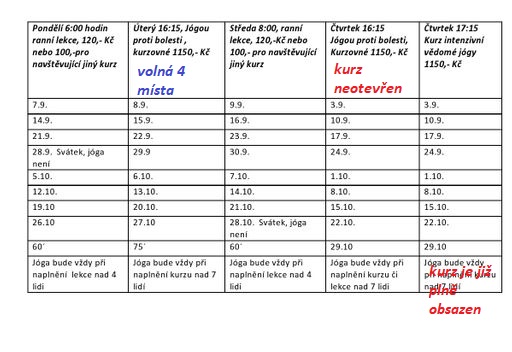 Pondělí 6:00 hodin
ranní lekce, 120,- Kč
nebo 100,-pro
navštěvující jiný kurz
Úterý 16:15, Jógou
proti bolesti ,
kurzovné 1150,- Kč
volná 4
místa
Středa 8:00, ranní
lekce, 120,-Kč nebo
100,- pro navštěvující
jiný kurz
Čtvrtek 16:15
Jógou proti bolesti,
Kurzovné 1150,- Kč
kurz
neotevřen
Čtvrtek 17:15
Kurz intenzivní
vědomé jógy
1150,- Kč
7.9.
8.9.
9.9.
3.9.
3.9.
14.9.
15.9.
16.9.
10.9.
10.9.
21.9.
22.9.
23.9.
17.9.
17.9.
28.9. Svátek, jóga
není
29.9
30.9.
24.9.
24.9.
5.10.
6.10.
7.10.
1.10.
1.10.
12.10.
13.10.
14.10.
8.10.
8.10.
19.10
20.10.
21.10.
15.10.
15.10.
26.10
27.10
28.10. Svátek, jóga
není
22.10.
22.10.
60´
75´
60´
29.10
29.10
Jóga bude vždy při
naplnění lekce nad 4
lidi
Jóga bude vždy při
naplnění kurzu nad 7
lidí
Jóga bude vždy při
naplnění lekce nad 4
lidi
Jóga bude vždy při
naplnění kurzu či
lekce nad 7 lidí
Jóga bude vždy
při naplnění kurzu
nad 7 lidí
kurz je již
plně
obsazen